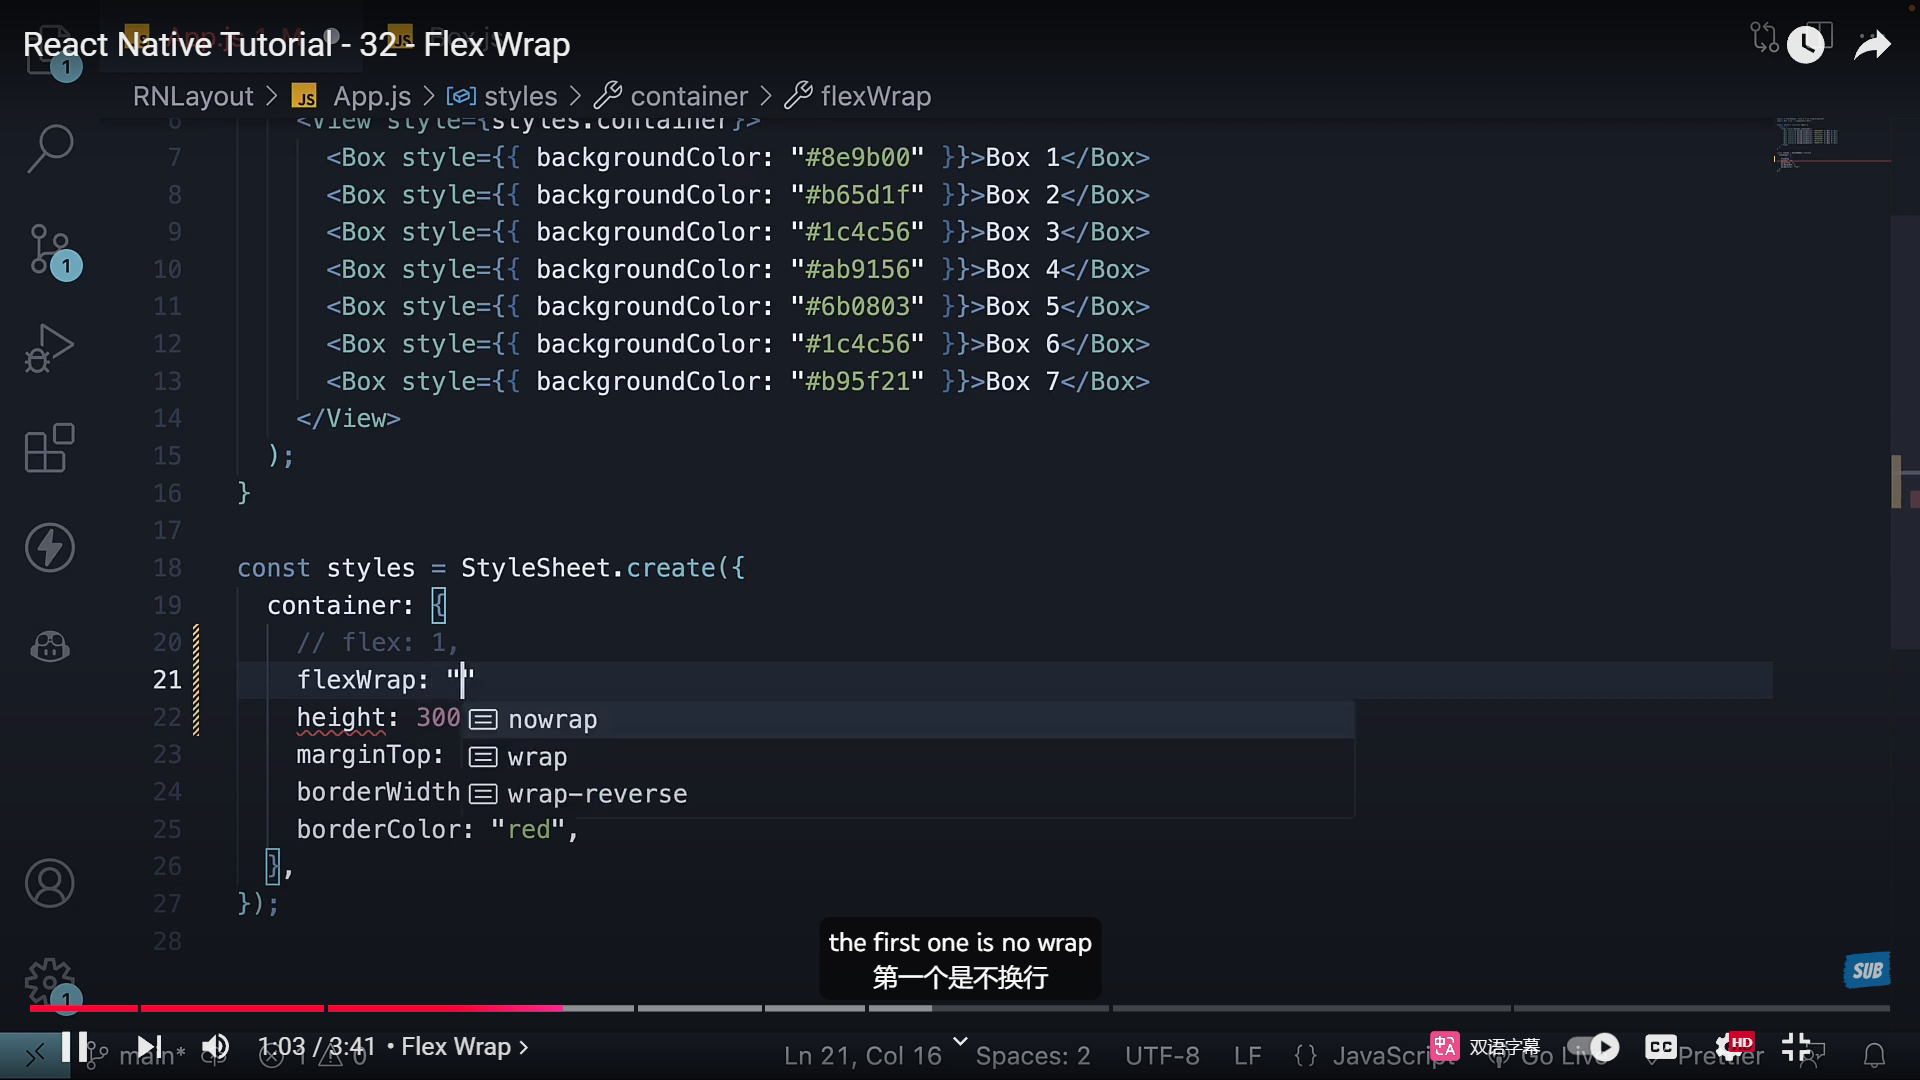 React Native Tutorial - 32 - Flex Wrap
RNLayout > JS App.js > styles > container > flexWrap
6 <View style={styles.container}>
7 <Box style={{ backgroundColor: "#8e9b00" }}>Box 1</Box>
8 <Box style={{ backgroundColor: "#b65d1f" }}>Box 2</Box>
9 <Box style={{ backgroundColor: "#1c4c56" }}>Box 3</Box>
10 <Box style={{ backgroundColor: "#ab9156" }}>Box 4</Box>
11 <Box style={{ backgroundColor: "#6b0803" }}>Box 5</Box>
12 <Box style={{ backgroundColor: "#1c4c56" }}>Box 6</Box>
13 <Box style={{ backgroundColor: "#b95f21" }}>Box 7</Box>
14 </View>
15 );
16 }
17
18 const styles = StyleSheet.create({
19 container: {
20 // flex: 1,
21 flexWrap: ""
22 height: 300
nowrap
23 marginTop:
wrap
24 borderWidth
wrap-reverse
25 borderColor: "red",
26 },
27 });
28
the first one is no wrap
第一个是不换行
SUB
1:03 / 3:41 • Flex Wrap >
main*
Ln 21, Col 16 Spaces: 2 UTF-8 LF {} JavaScript
双语字幕
Go Live
CC
HD
Prettier